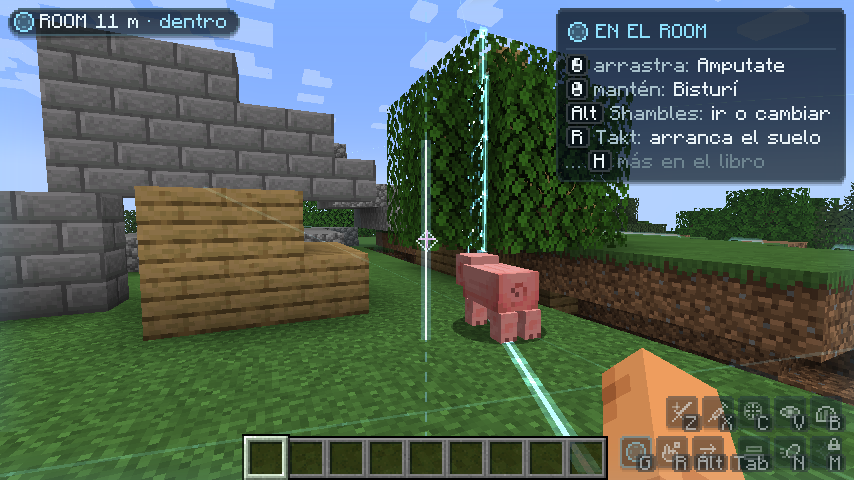 ROOM 11 m · dentro
EN EL ROOM
arrastra: Amputate
mantén: Bisturí
Alt Shambles: ir o cambiar
R Takt: arranca el suelo
... H más en el libro
Z X C V B
G R Alt Tab N M